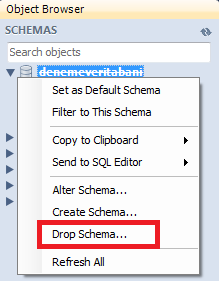 Object Browser
SCHEMAS
Search objects
denemeveritabani
Set as Default Schema
Filter to This Schema
Copy to Clipboard
Send to SQL Editor
Alter Schema...
Create Schema...
Drop Schema...
Refresh All